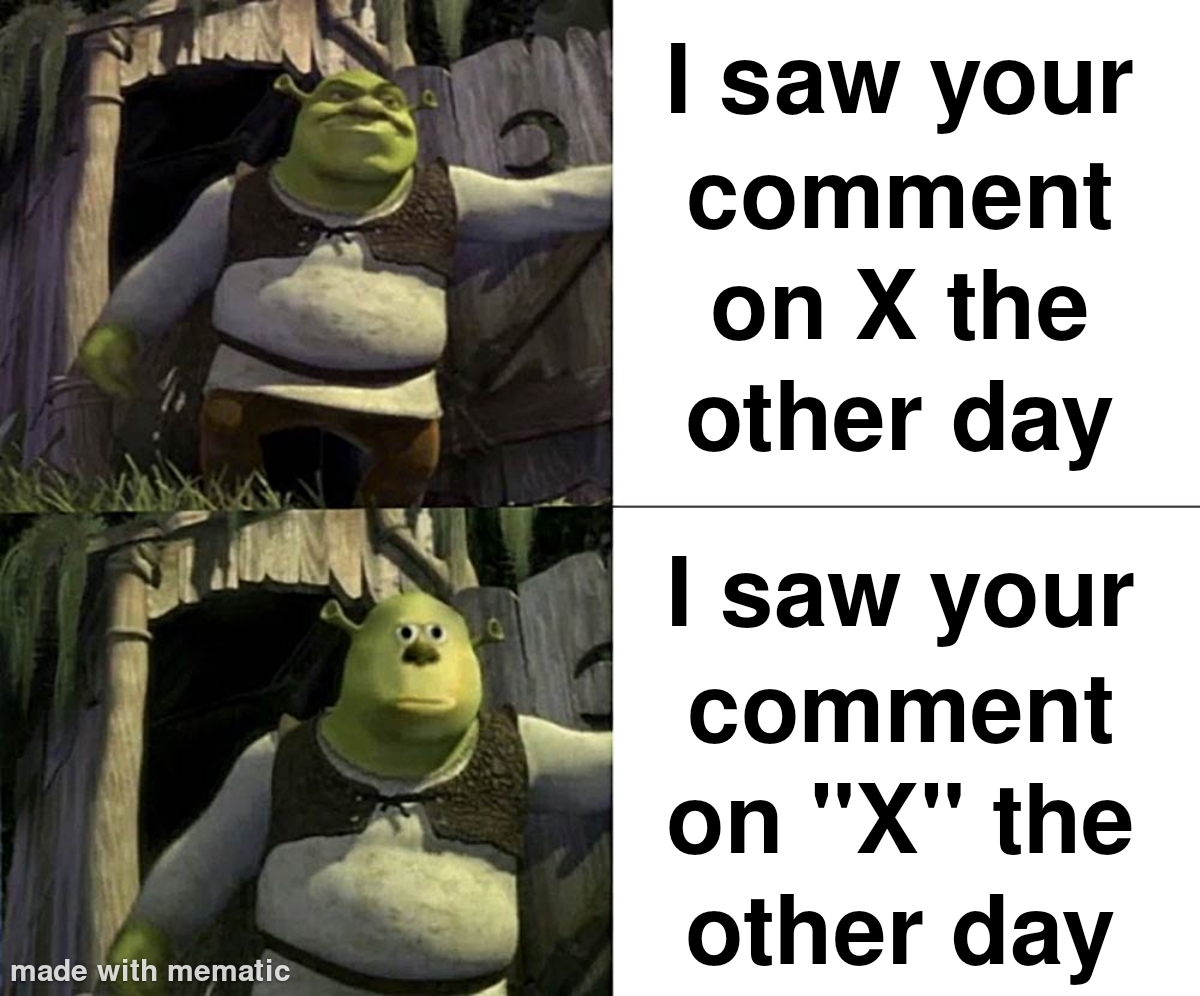 I saw your
comment
on X the
other day
I saw your
comment
on "X" the
other day
made with mematic